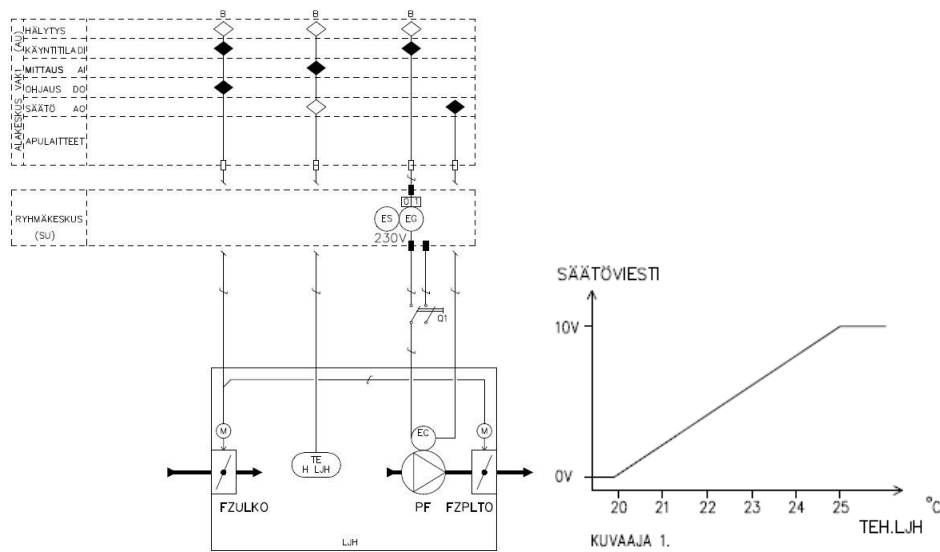 B B B
HÄLYTYS
KÄYNTITILA DI
MITTAUS AI
OHJAUS DO
SÄÄTÖ AO
APULAITTEET
ALAKESKUS VAK1 (AU)
RYHMÄKESKUS
(SU)
0 1
ES EG
230V
Q1
M EC M
TE
H LJH
FZULKO PF FZPLTO
LJH
SÄÄTÖVIESTI
10V
0V
20 21 22 23 24 25 °C
TEH.LJH
KUVAAJA 1.